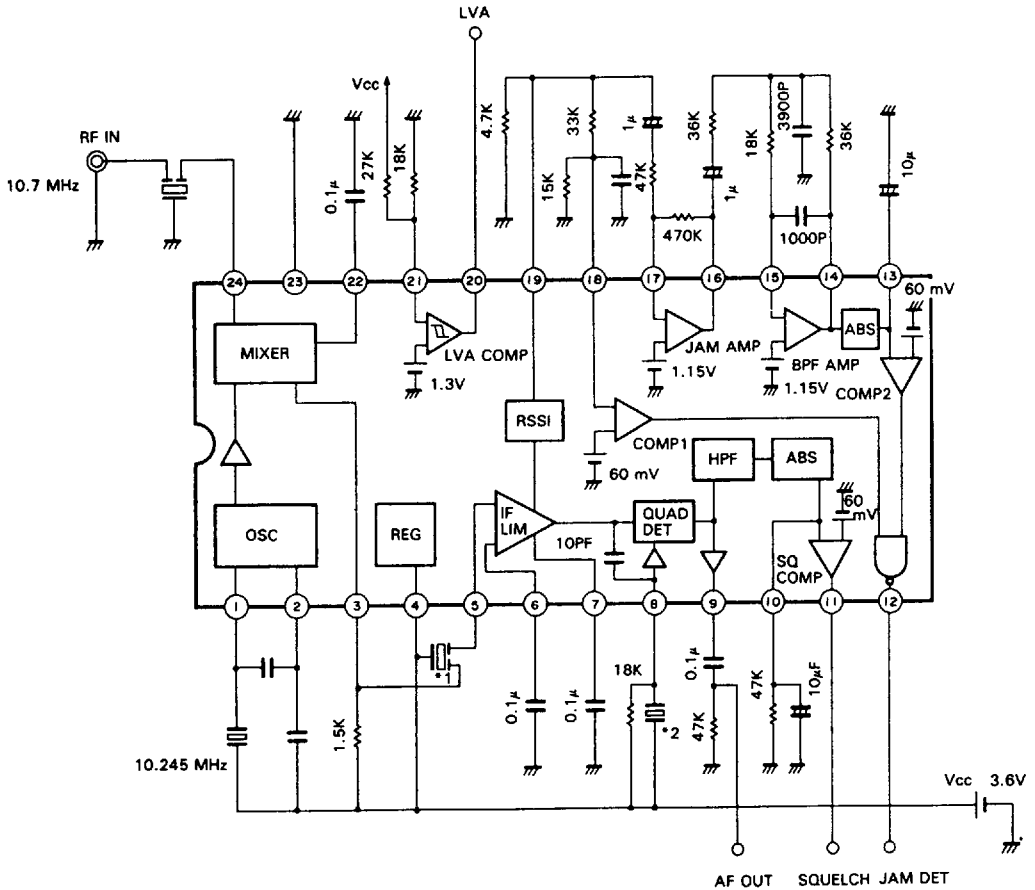 LVA
Vcc
RF IN
10.7 MHz
0.1µ
27K
18K
4.7K
33K
15K
1µ
47K
470K
36K
1µ
18K
3900P
36K
1000P
10µ
24
23
22
21
20
19
18
17
16
15
14
13
60 mV
MIXER
LVA COMP
1.3V
JAM AMP
1.15V
BPF AMP
1.15V
ABS
COMP2
RSSI
COMP1
60 mV
HPF
ABS
60 mV
OSC
REG
IF LIM
10PF
QUAD DET
SQ COMP
1
2
3
4
5
6
7
8
9
10
11
12
*1
1.5K
0.1µ
0.1µ
18K
*2
0.1µ
47K
47K
10µF
10.245 MHz
Vcc 3.6V
AF OUT
SQUELCH
JAM DET